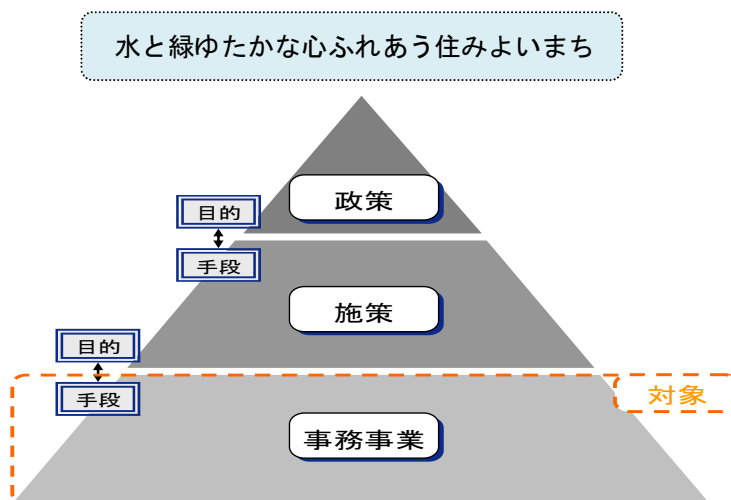 水と緑ゆたかな心ふれあう住みよいまち
政策
目的
手段
施策
目的
手段
対象
事務事業